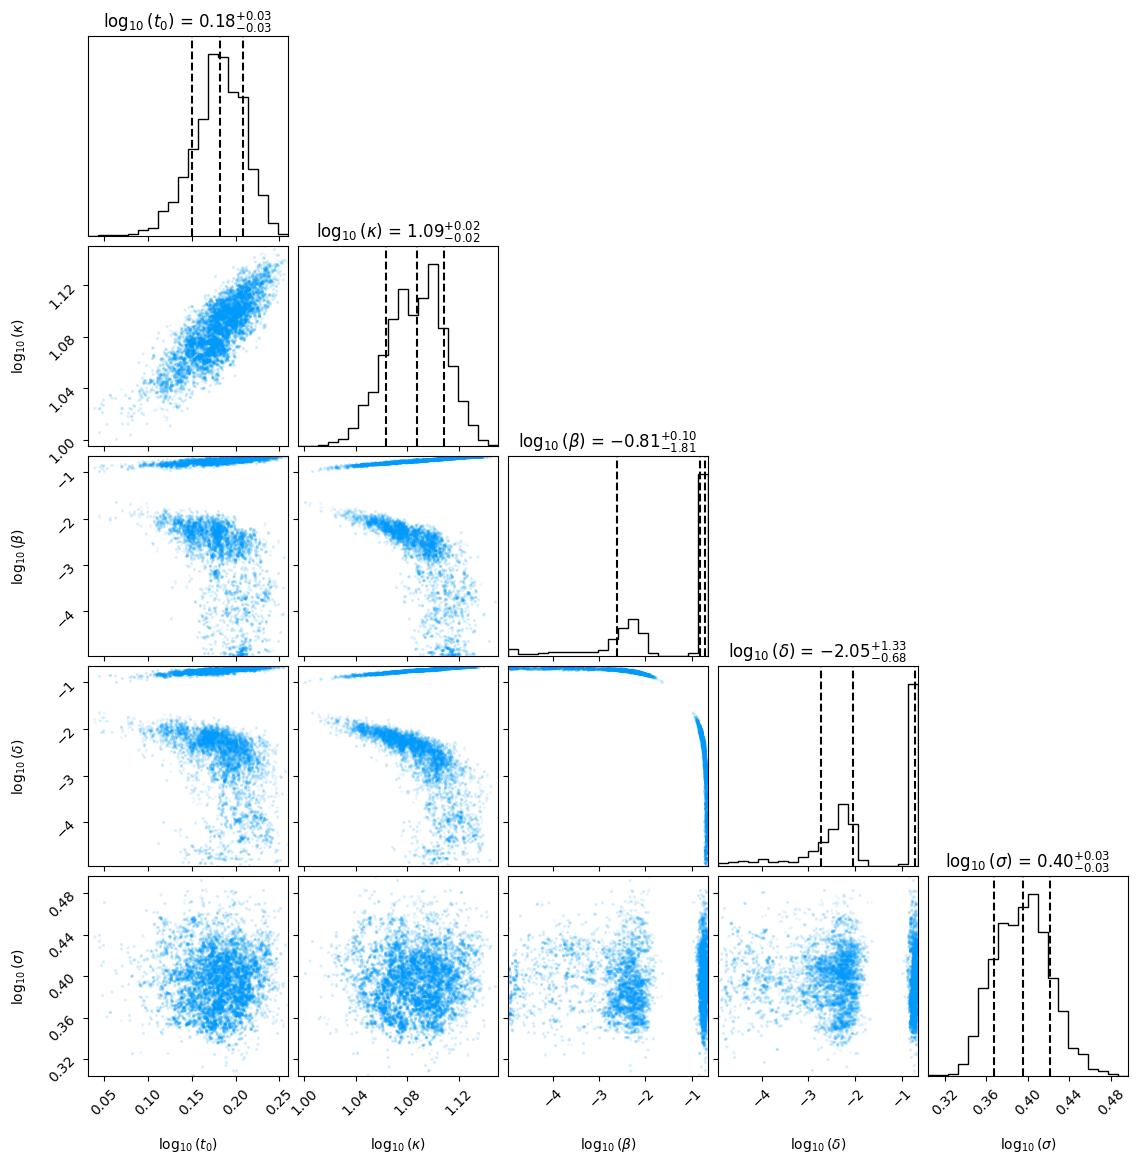 log₁₀ (t₀) = 0.18⁺⁰·⁰³₋₀.₀₃
log₁₀ (κ) = 1.09⁺⁰·⁰²₋₀.₀₂
log₁₀ (κ)
1.12
1.08
1.04
1.00
log₁₀ (β) = −0.81⁺⁰·¹⁰₋₁.₈₁
log₁₀ (β)
−1
−2
−3
−4
log₁₀ (δ) = −2.05⁺¹·³³₋₀.₆₈
log₁₀ (δ)
−1
−2
−3
−4
log₁₀ (σ) = 0.40⁺⁰·⁰³₋₀.₀₃
log₁₀ (σ)
0.48
0.44
0.40
0.36
0.32
0.05 0.10 0.15 0.20 0.25 1.00 1.04 1.08 1.12 −4 −3 −2 −1 −4 −3 −2 −1 0.32 0.36 0.40 0.44 0.48
log₁₀ (t₀) log₁₀ (κ) log₁₀ (β) log₁₀ (δ) log₁₀ (σ)